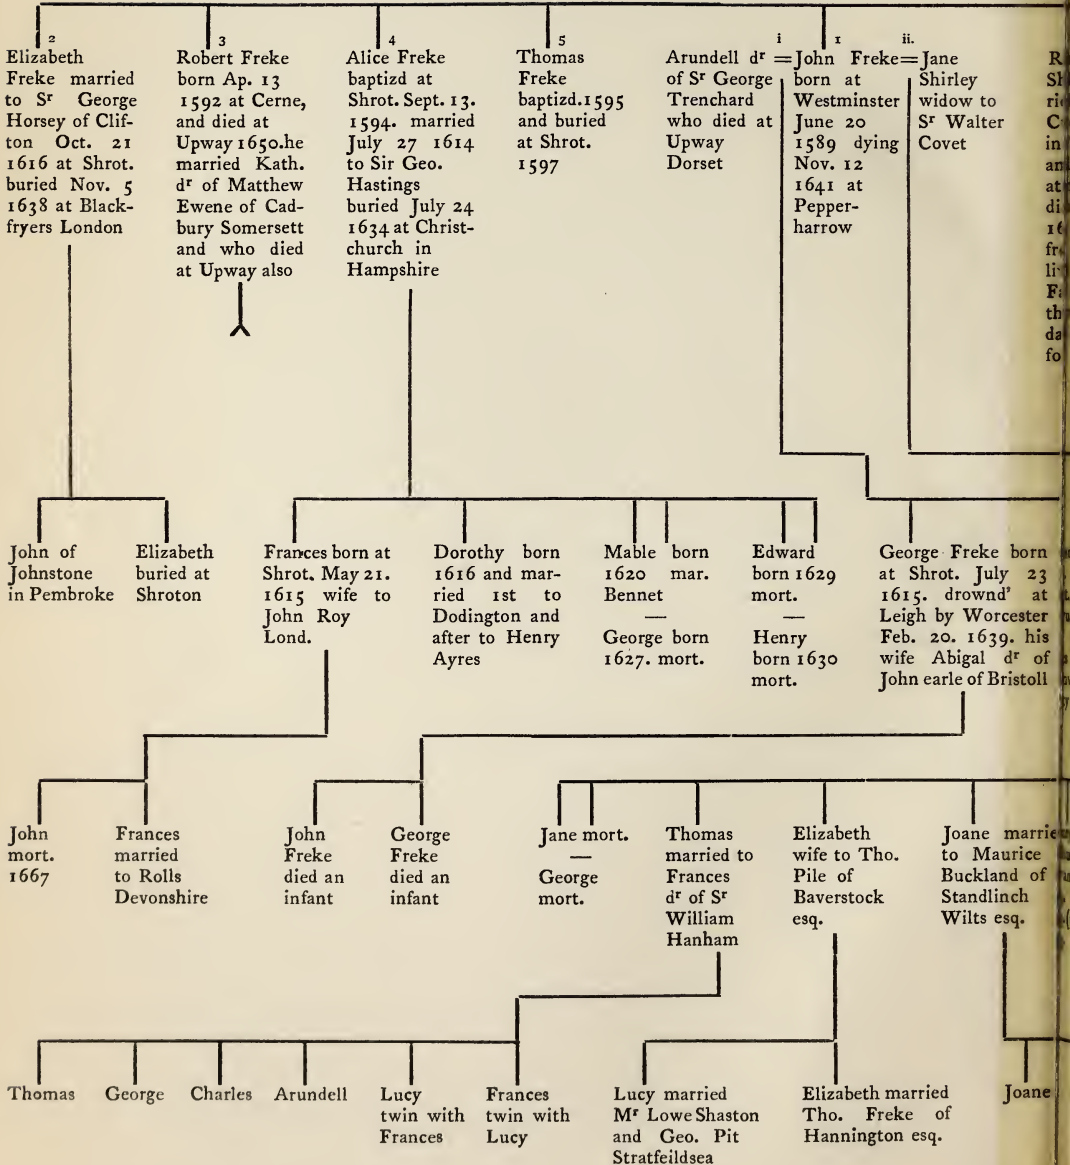 2
Elizabeth
Freke married
to Sr George
Horsey of Clif-
ton Oct. 21
1616 at Shrot.
buried Nov. 5
1638 at Black-
fryers London
3
Robert Freke
born Ap. 13
1592 at Cerne,
and died at
Upway 1650.he
married Kath.
dr of Matthew
Ewene of Cad-
bury Somersett
and who died
at Upway also
4
Alice Freke
baptizd at
Shrot. Sept. 13.
1594. married
July 27 1614
to Sir Geo.
Hastings
buried July 24
1634 at Christ-
church in
Hampshire
5
Thomas
Freke
baptizd.1595
and buried
at Shrot.
1597
i
Arundell dr =
of Sr George
Trenchard
who died at
Upway
Dorset
1
John Freke=
born at
Westminster
June 20
1589 dying
Nov. 12
1641 at
Pepper-
harrow
ii.
Jane
Shirley
widow to
Sr Walter
Covet
John of
Johnstone
in Pembroke
Elizabeth
buried at
Shroton
Frances born at
Shrot. May 21.
1615 wife to
John Roy
Lond.
Dorothy born
1616 and mar-
ried 1st to
Dodington and
after to Henry
Ayres
Mable born
1620 mar.
Bennet
—
George born
1627. mort.
Edward
born 1629
mort.
—
Henry
born 1630
mort.
George Freke born
at Shrot. July 23
1615. drownd' at
Leigh by Worcester
Feb. 20. 1639. his
wife Abigal dr of
John earle of Bristoll
John
mort.
1667
Frances
married
to Rolls
Devonshire
John
Freke
died an
infant
George
Freke
died an
infant
Jane mort.
—
George
mort.
Thomas
married to
Frances
dr of Sr
William
Hanham
Elizabeth
wife to Tho.
Pile of
Baverstock
esq.
Joane marrie
to Maurice
Buckland of
Standlinch
Wilts esq.
Thomas
George
Charles
Arundell
Lucy
twin with
Frances
Frances
twin with
Lucy
Lucy married
Mr Lowe Shaston
and Geo. Pit
Stratfeildsea
Elizabeth married
Tho. Freke of
Hannington esq.
Joane